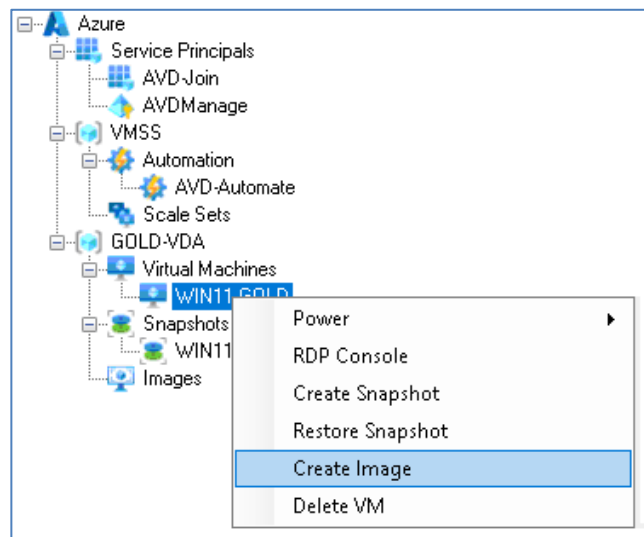 Azure
Service Principals
AVD-Join
AVDManage
VMSS
Automation
AVD-Automate
Scale Sets
GOLD-VDA
Virtual Machines
WIN11-GOLD
Snapshots
WIN11
Images
Power
RDP Console
Create Snapshot
Restore Snapshot
Create Image
Delete VM